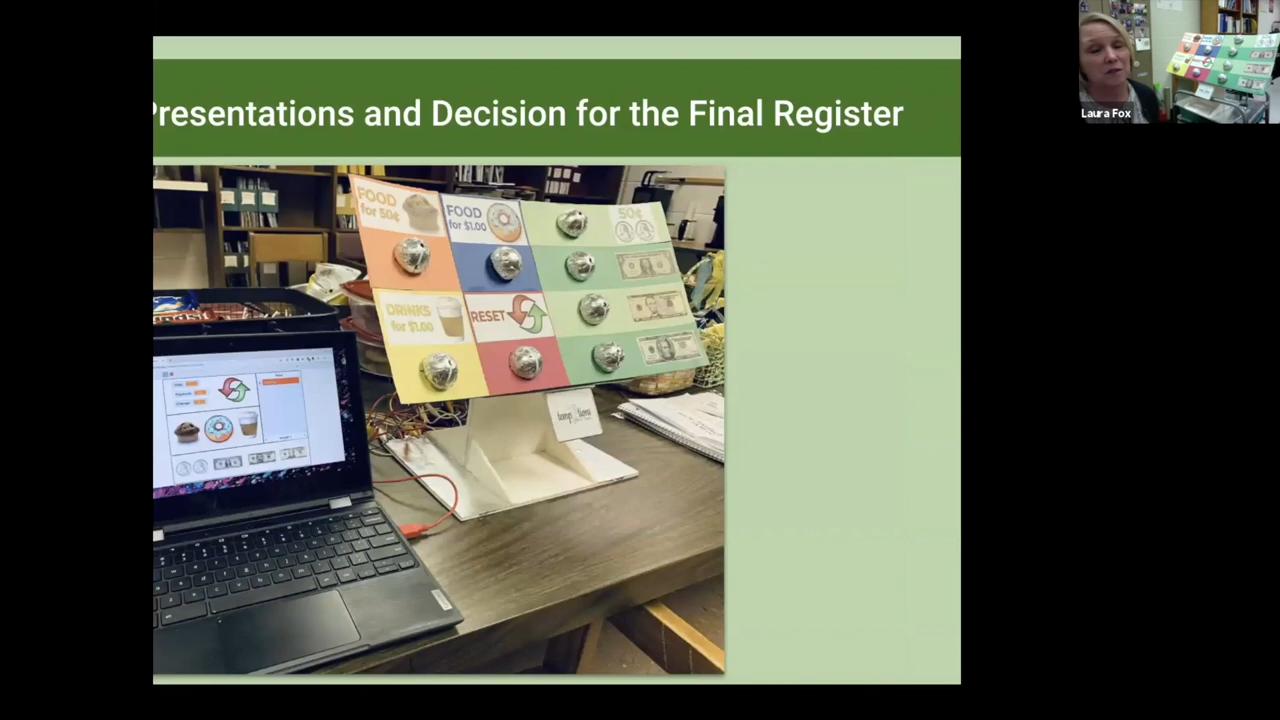 Presentations and Decision for the Final Register
FOOD
for 50¢
FOOD
for $1.00
50¢
DRINKS
for $1.00
RESET
Laura Fox